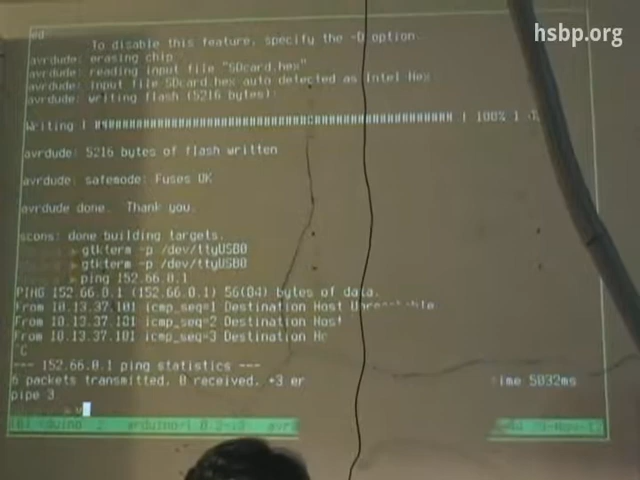 hsbp.org
ed
To disable this feature, specify the -D option.
avrdude: erasing chip
avrdude: reading input file "SDcard.hex"
avrdude: input file SDcard.hex auto detected as Intel Hex
avrdude: writing flash (5216 bytes):
Writing | ################################################## | 100%
avrdude: 5216 bytes of flash written
avrdude: safemode: Fuses OK
avrdude done. Thank you.
scons: done building targets.
gtkterm -p /dev/ttyUSB0
gtkterm -p /dev/ttyUSB0
ping 152.66.0.1
PING 152.66.0.1 (152.66.0.1) 56(84) bytes of data.
From 10.13.37.101 icmp_seq=1 Destination Host Unreachable
From 10.13.37.101 icmp_seq=2 Destination Host
From 10.13.37.101 icmp_seq=3 Destination Ho
^C
--- 152.66.0.1 ping statistics ---
6 packets transmitted, 0 received, +3 er ime 5032ms
pipe 3